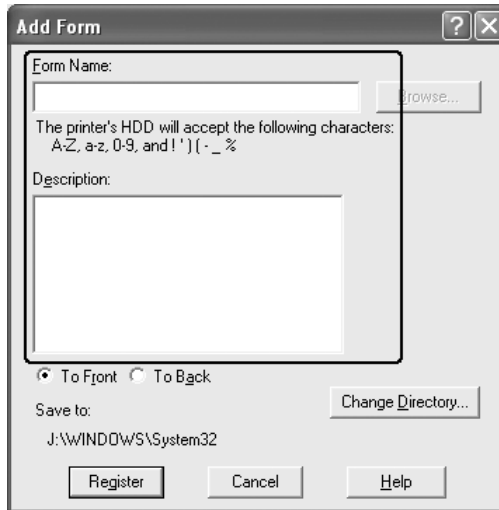 Add Form
Form Name:
Browse...
The printer's HDD will accept the following characters:
A-Z, a-z, 0-9, and ! ' ) ( - _ %
Description:
To Front To Back
Change Directory...
Save to:
J:\WINDOWS\System32
Register Cancel Help